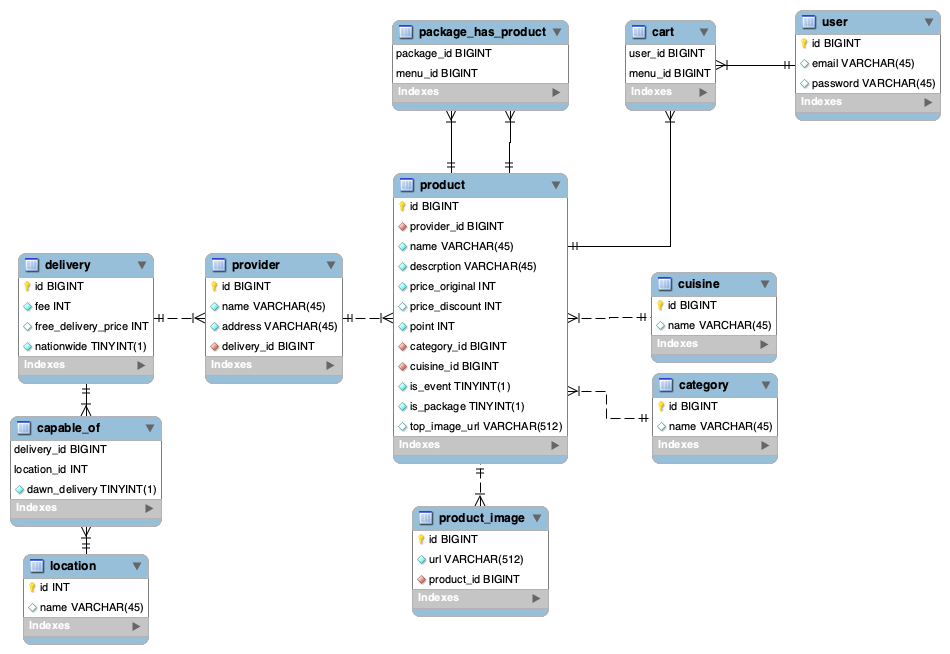 package_has_product
package_id BIGINT
menu_id BIGINT
Indexes
cart
user_id BIGINT
menu_id BIGINT
Indexes
user
id BIGINT
email VARCHAR(45)
password VARCHAR(45)
Indexes
product
id BIGINT
provider_id BIGINT
name VARCHAR(45)
descrption VARCHAR(45)
price_original INT
price_discount INT
point INT
category_id BIGINT
cuisine_id BIGINT
is_event TINYINT(1)
is_package TINYINT(1)
top_image_url VARCHAR(512)
Indexes
delivery
id BIGINT
fee INT
free_delivery_price INT
nationwide TINYINT(1)
Indexes
provider
id BIGINT
name VARCHAR(45)
address VARCHAR(45)
delivery_id BIGINT
Indexes
cuisine
id BIGINT
name VARCHAR(45)
Indexes
category
id BIGINT
name VARCHAR(45)
Indexes
capable_of
delivery_id BIGINT
location_id INT
dawn_delivery TINYINT(1)
Indexes
product_image
id BIGINT
url VARCHAR(512)
product_id BIGINT
Indexes
location
id INT
name VARCHAR(45)
Indexes